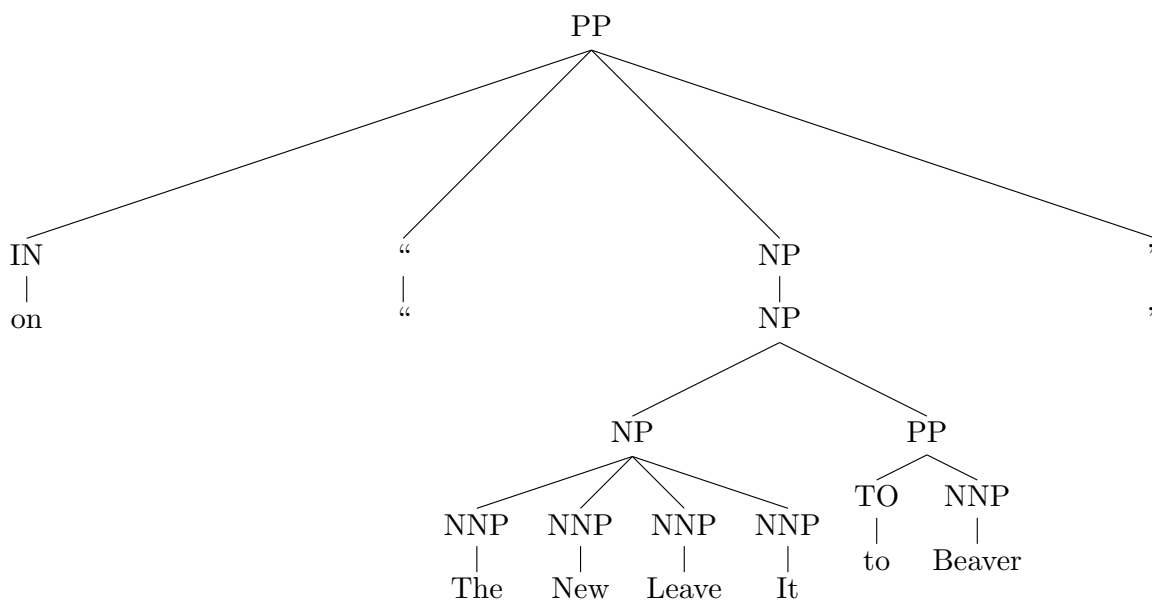 PP
IN “ NP ”
on “ NP ”
NP PP
TO NNP
NNP NNP NNP NNP
to Beaver
The New Leave It